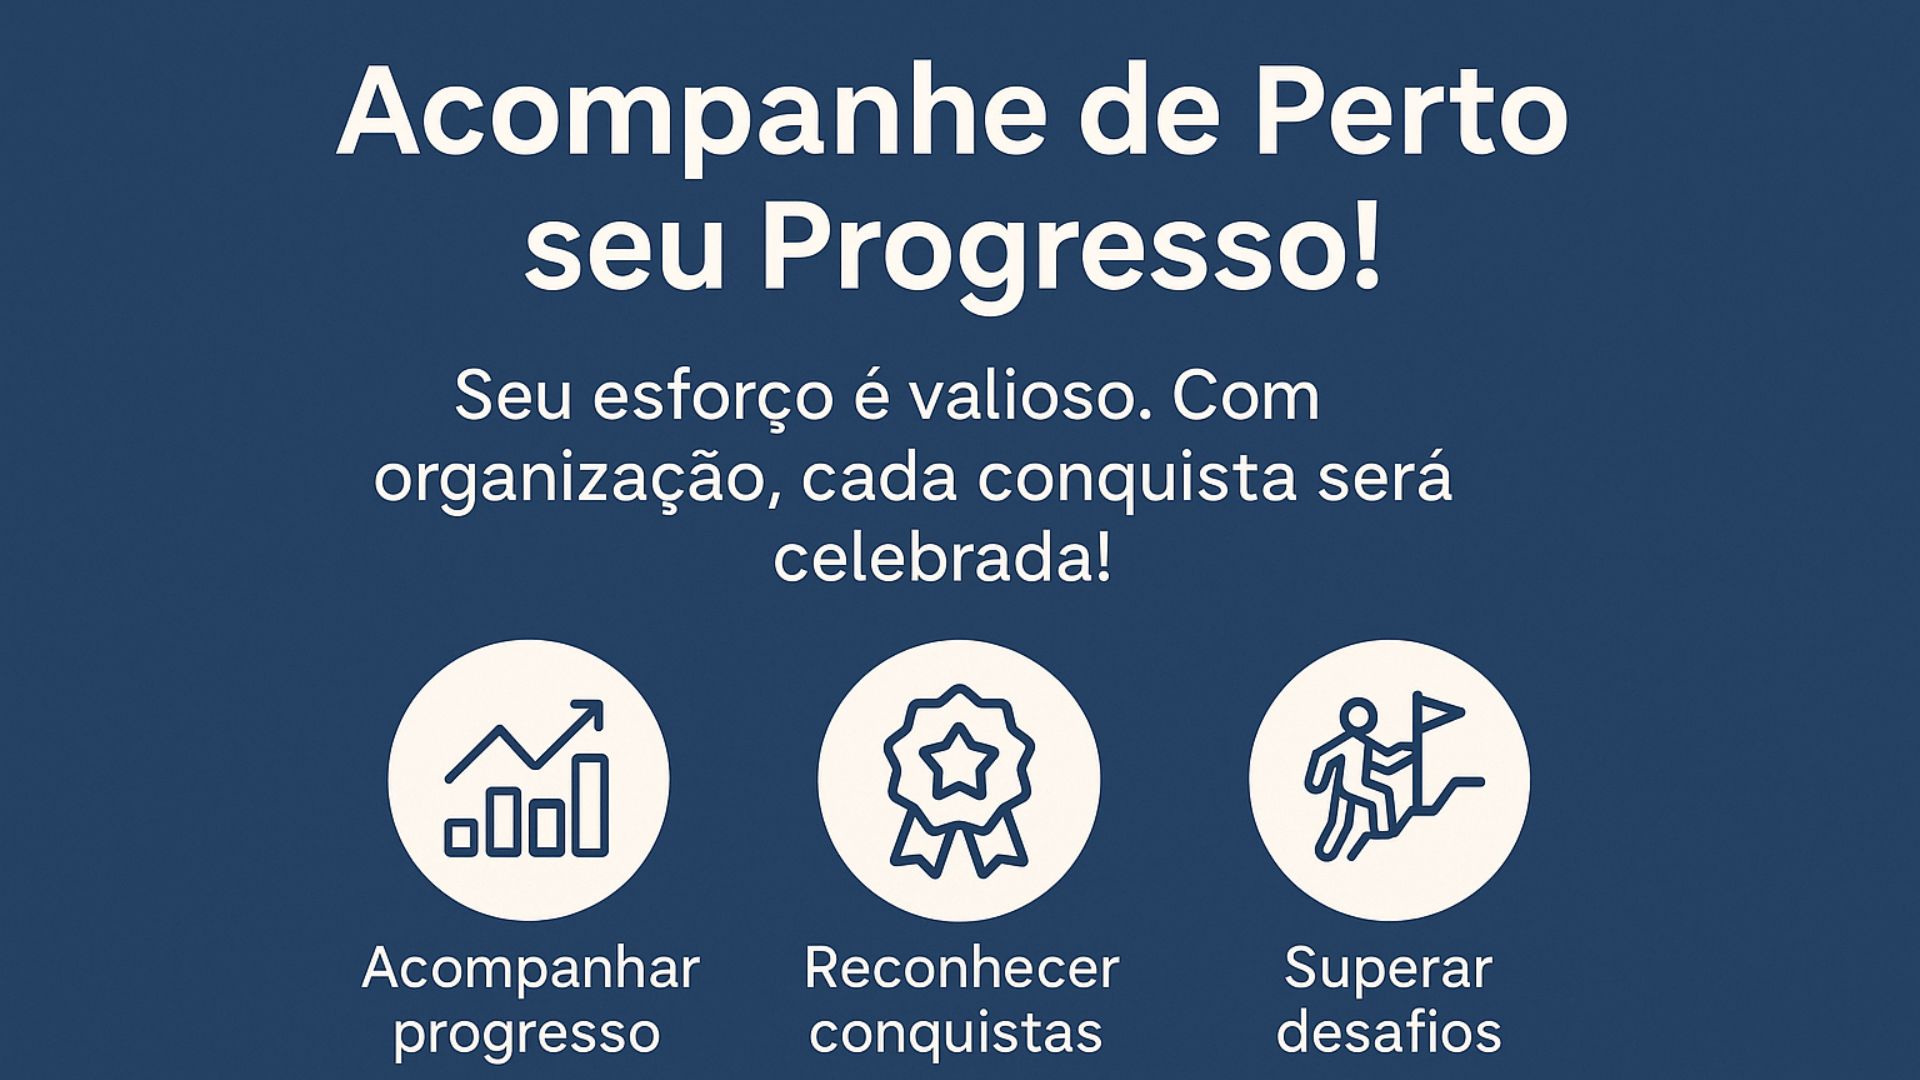 Acompanhe de Perto
seu Progresso!
Seu esforço é valioso. Com
organização, cada conquista será
celebrada!
Acompanhar
progresso
Reconhecer
conquistas
Superar
desafios